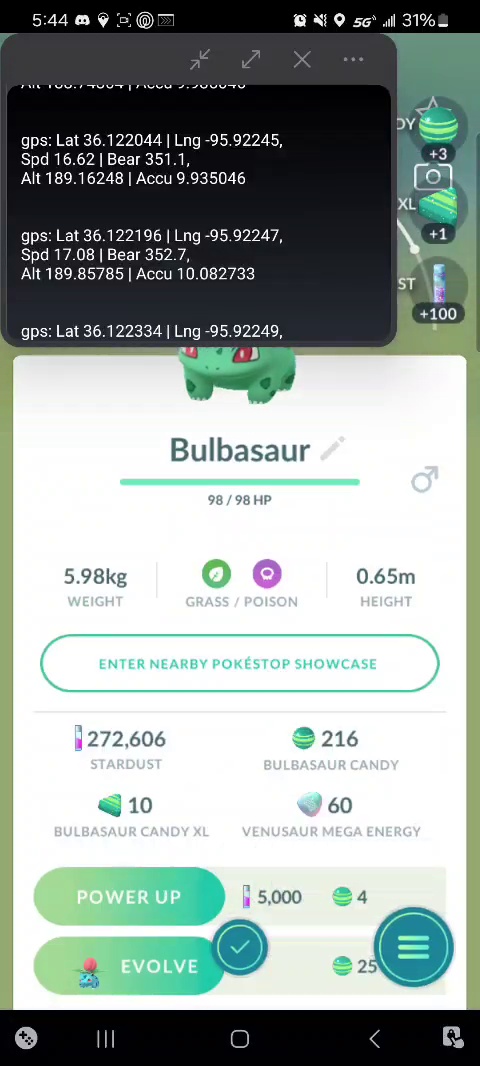 5:44
5G
31%
Alt 188.74364 | Accu 9.936046
gps: Lat 36.122044 | Lng -95.92245,
Spd 16.62 | Bear 351.1,
Alt 189.16248 | Accu 9.935046
gps: Lat 36.122196 | Lng -95.92247,
Spd 17.08 | Bear 352.7,
Alt 189.85785 | Accu 10.082733
gps: Lat 36.122334 | Lng -95.92249,
DY
+3
XL
+1
ST
+100
Bulbasaur
98 / 98 HP
5.98kg
WEIGHT
GRASS / POISON
0.65m
HEIGHT
ENTER NEARBY POKÉSTOP SHOWCASE
272,606
STARDUST
216
BULBASAUR CANDY
10
BULBASAUR CANDY XL
60
VENUSAUR MEGA ENERGY
POWER UP
5,000
4
EVOLVE
25